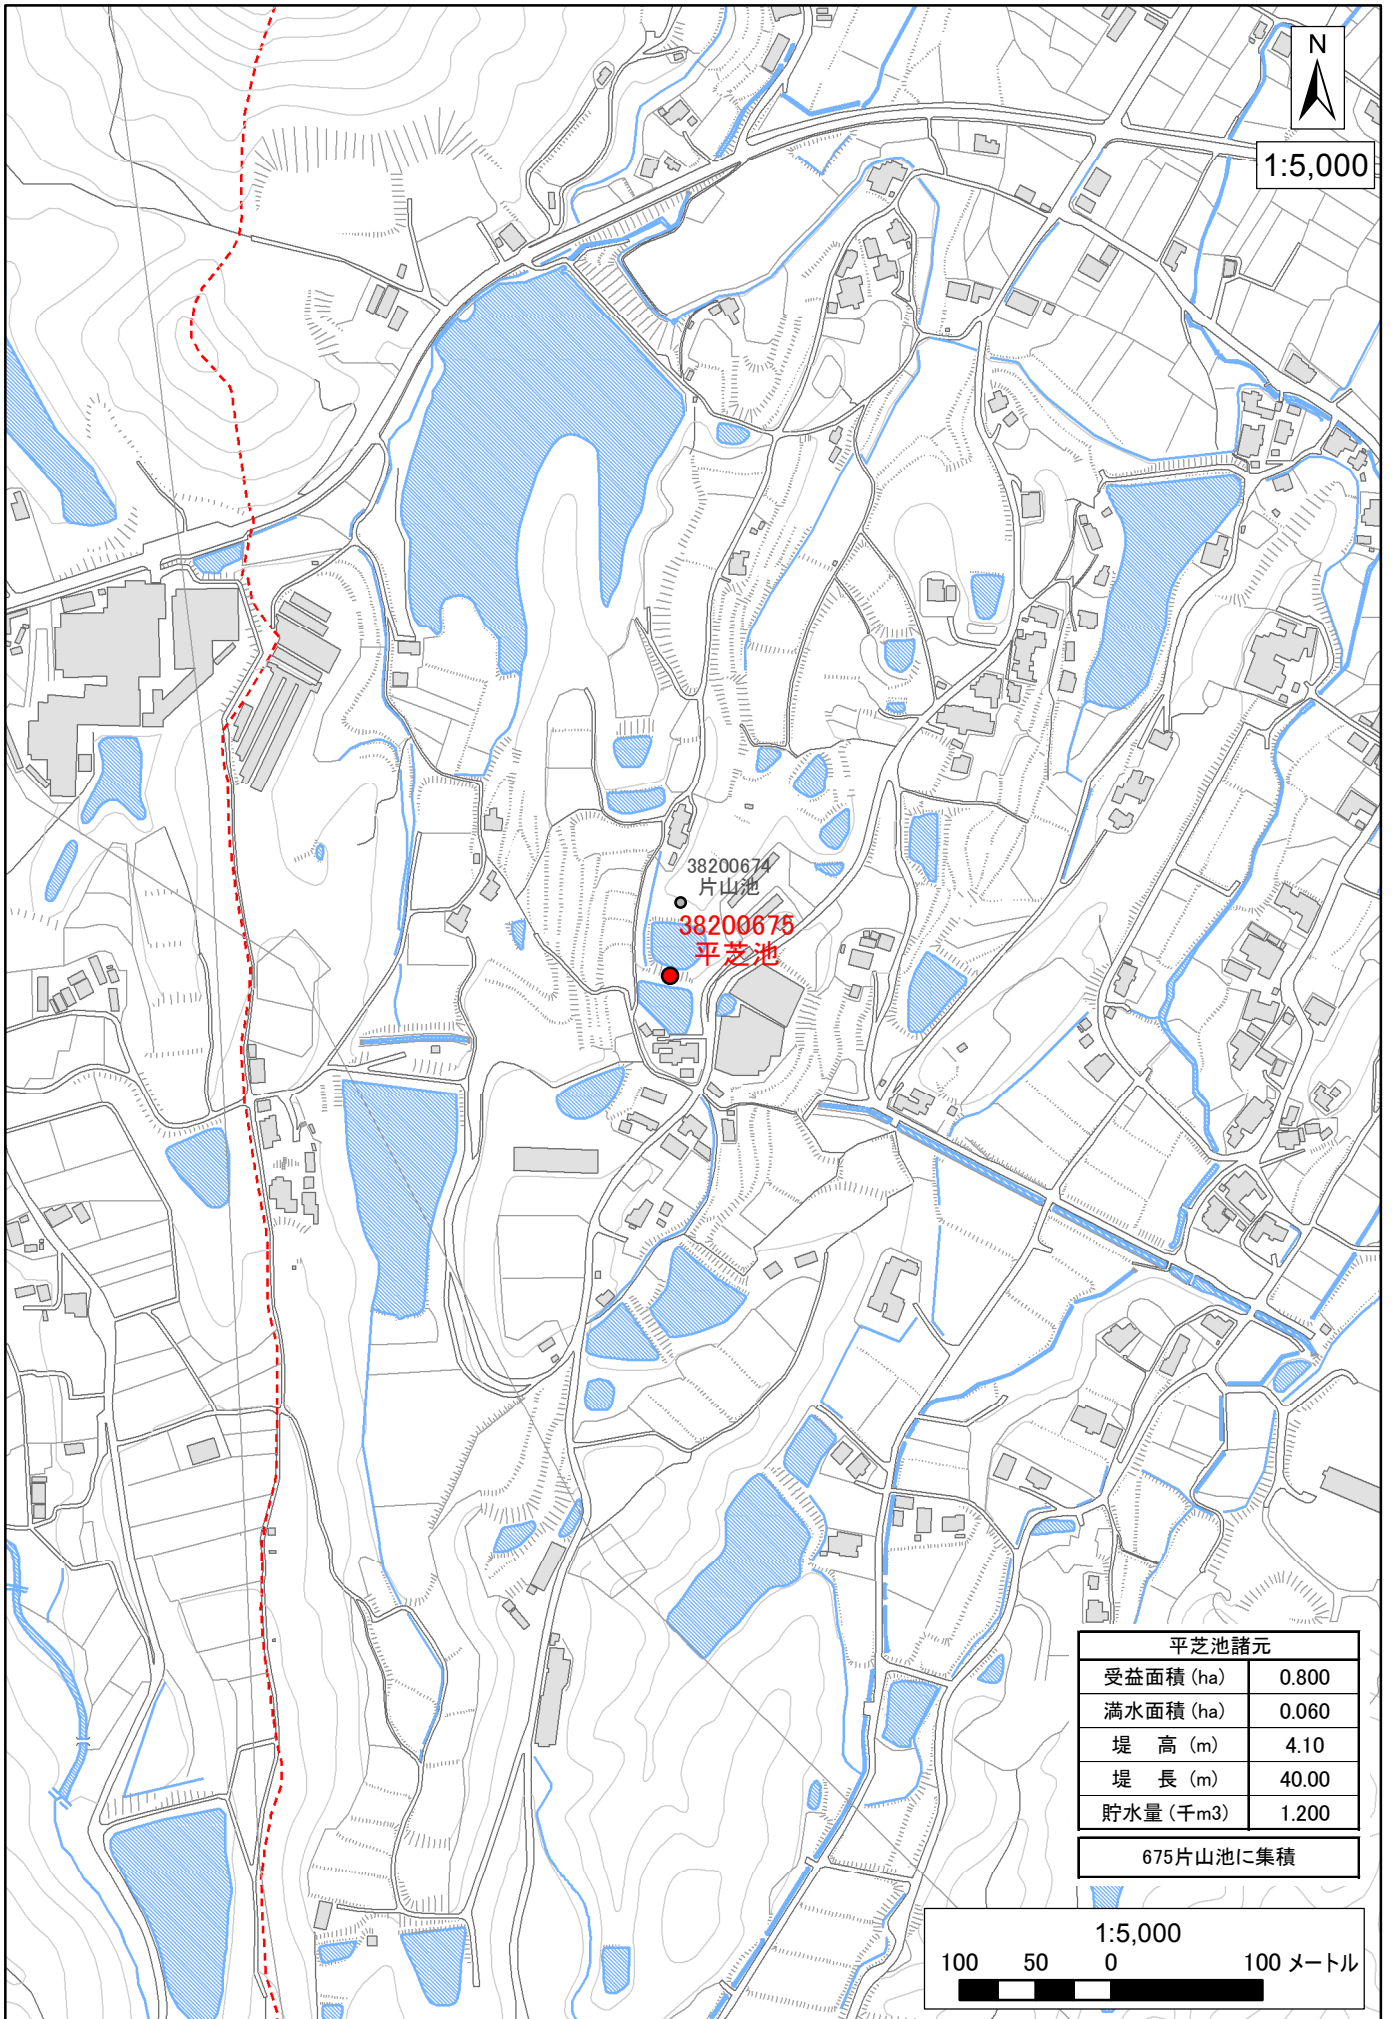 N
1:5,000
38200674
片山池
38200675
平芝池
平芝池諸元
受益面積 (ha) 0.800
満水面積 (ha) 0.060
堤 高 (m) 4.10
堤 長 (m) 40.00
貯水量 (千m3) 1.200
675片山池に集積
1:5,000
100 50 0 100 メートル